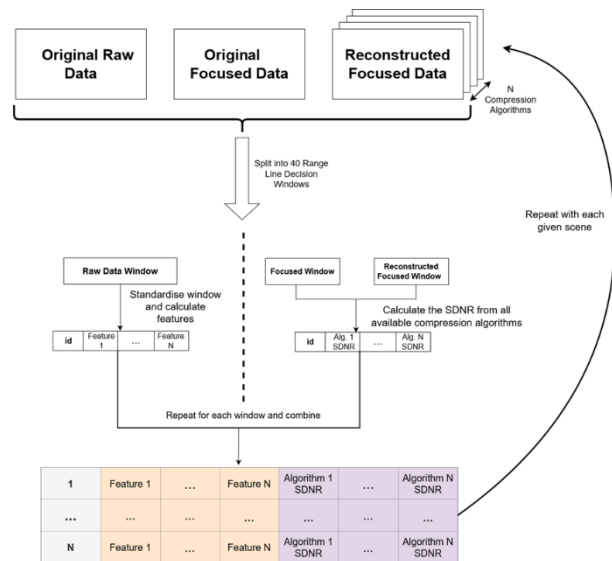 Original Raw
Data
Original
Focused Data
Reconstructed
Focused Data
N
Compression
Algorithms
Split into 40 Range
Line Decision
Windows
Repeat with each
given scene
Raw Data Window
Focused Window
Reconstructed
Focused Window
Standardise window
and calculate
features
Calculate the SDNR from all
available compression algorithms
id
Feature
1
...
Feature
N
id
Alg. 1
SDNR
...
Alg. N
SDNR
Repeat for each window and combine
1
Feature 1
...
Feature N
Algorithm 1
SDNR
...
Algorithm N
SDNR
...
...
...
...
...
...
...
N
Feature 1
...
Feature N
Algorithm 1
SDNR
...
Algorithm N
SDNR